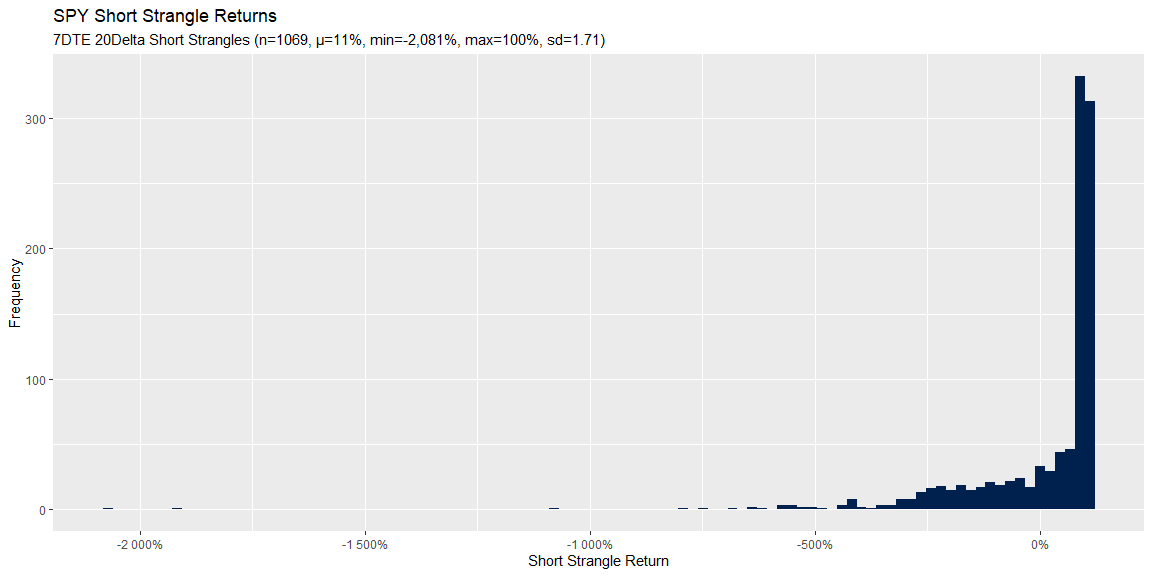 SPY Short Strangle Returns
7DTE 20Delta Short Strangles (n=1069, μ=11%, min=-2,081%, max=100%, sd=1.71)
Frequency
300
200
100
0
-2 000%
-1 500%
-1 000%
-500%
0%
Short Strangle Return